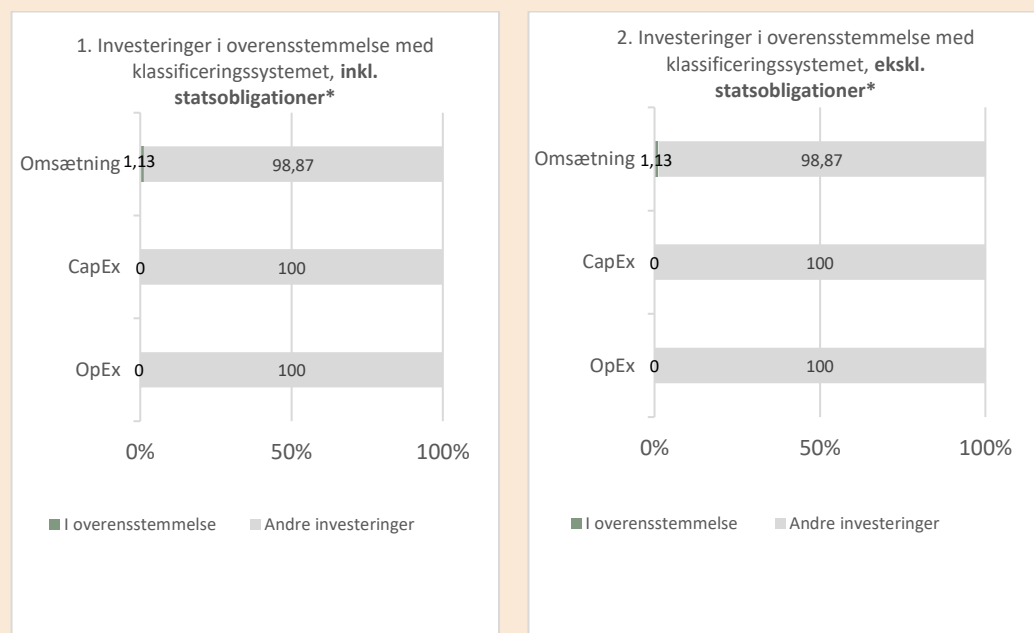 1. Investeringer i overensstemmelse med
klassificeringssystemet, inkl.
statsobligationer*
Omsætning 1,13 98,87
CapEx 0 100
OpEx 0 100
0% 50% 100%
I overensstemmelse Andre investeringer
2. Investeringer i overensstemmelse med
klassificeringssystemet, ekskl.
statsobligationer*
Omsætning 1,13 98,87
CapEx 0 100
OpEx 0 100
0% 50% 100%
I overensstemmelse Andre investeringer